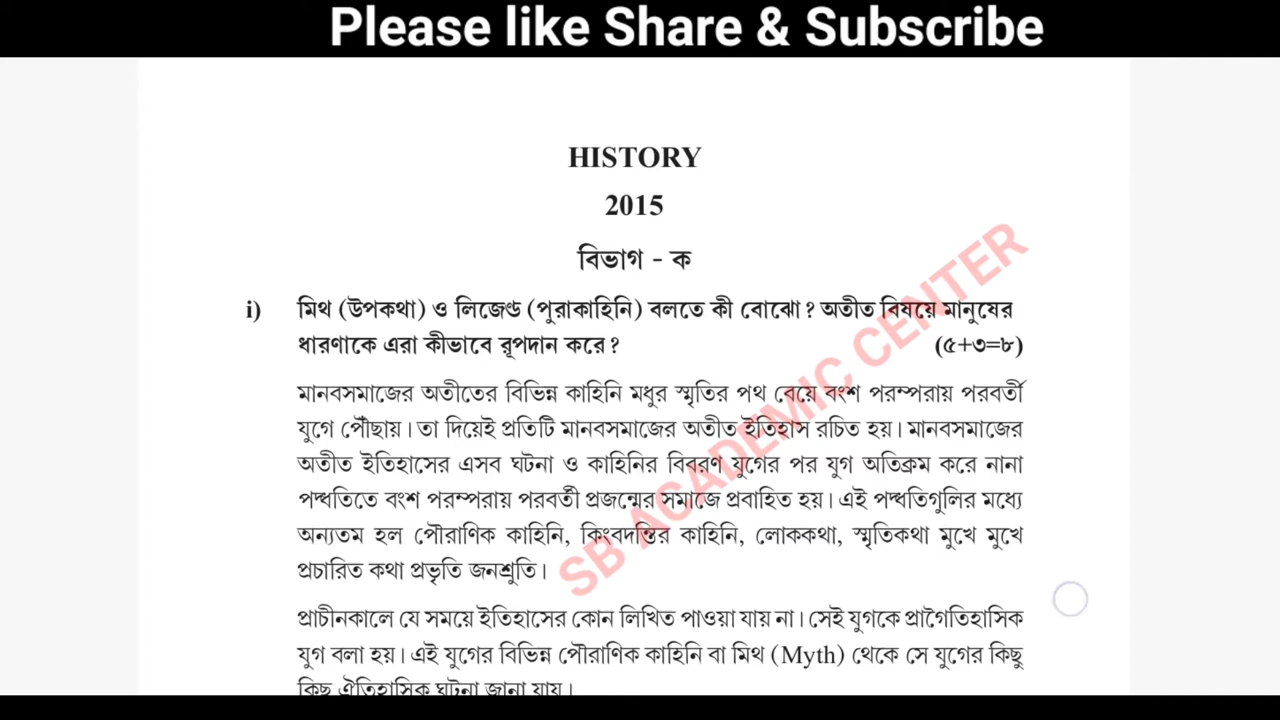 Please like Share & Subscribe
HISTORY
2015
বিভাগ - ক
i) মিথ (উপকথা) ও লিজেণ্ড (পুরাকাহিনি) বলতে কী বোঝো? অতীত বিষয়ে মানুষের
ধারণাকে এরা কীভাবে রূপদান করে? (৫+৩=৮)
মানবসমাজের অতীতের বিভিন্ন কাহিনি মধুর স্মৃতির পথ বেয়ে বংশ পরম্পরায় পরবর্তী
যুগে পৌঁছায়। তা দিয়েই প্রতিটি মানবসমাজের অতীত ইতিহাস রচিত হয়। মানবসমাজের
অতীত ইতিহাসের এসব ঘটনা ও কাহিনির বিবরণ যুগের পর যুগ অতিক্রম করে নানা
পদ্ধতিতে বংশ পরম্পরায় পরবর্তী প্রজন্মের সমাজে প্রবাহিত হয়। এই পদ্ধতিগুলির মধ্যে
অন্যতম হল পৌরাণিক কাহিনি, কিংবদন্তির কাহিনি, লোককথা, স্মৃতিকথা মুখে মুখে
প্রচারিত কথা প্রভৃতি জনশ্রুতি।
প্রাচীনকালে যে সময়ে ইতিহাসের কোন লিখিত পাওয়া যায় না। সেই যুগকে প্রাগৈতিহাসিক
যুগ বলা হয়। এই যুগের বিভিন্ন পৌরাণিক কাহিনি বা মিথ (Myth) থেকে সে যুগের কিছু
কিছু ঐতিহাসিক ঘটনা জানা যায়।
SB ACADEMIC CENTER